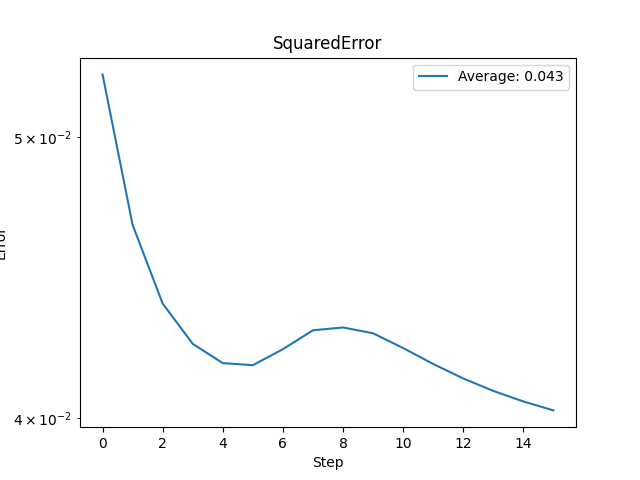 SquaredError
Average: 0.043
5 × 10⁻²
4 × 10⁻²
Error
0 2 4 6 8 10 12 14
Step